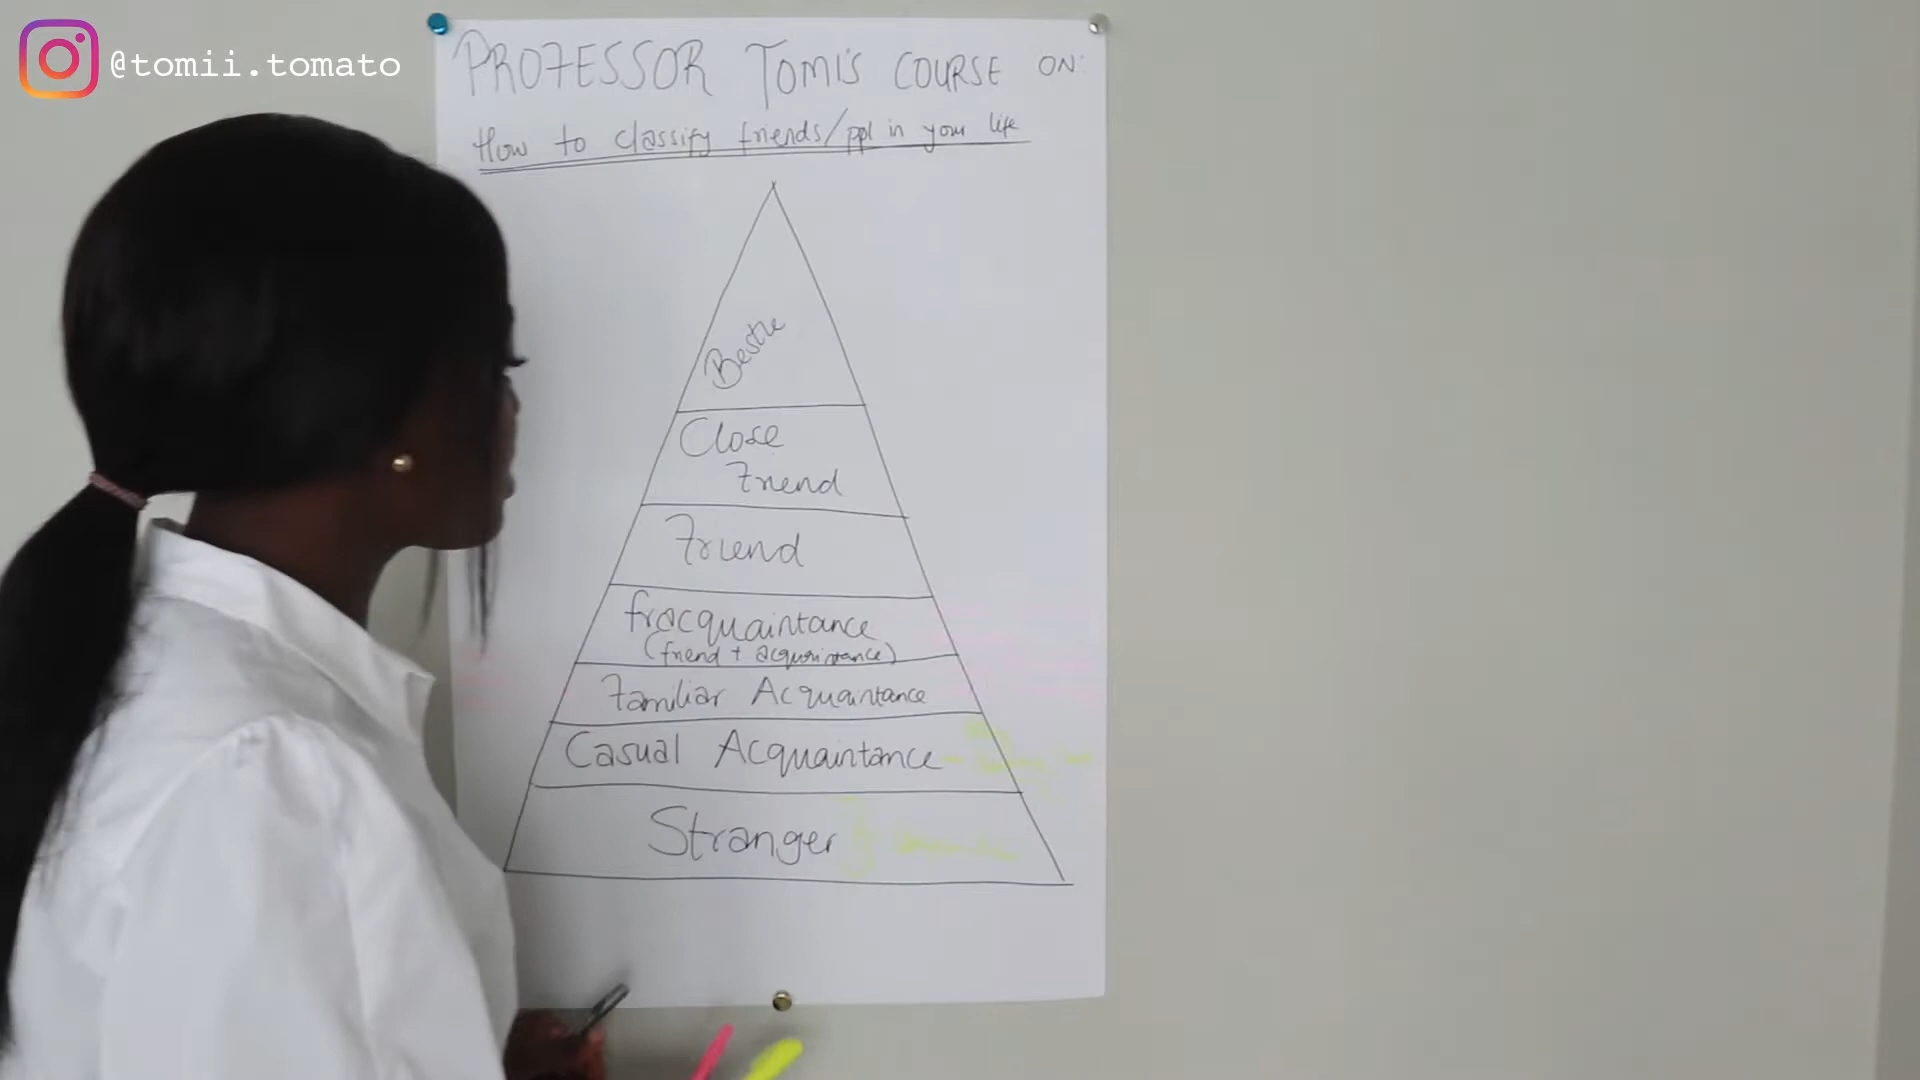 @tomii.tomato
PROFESSOR TOMI'S COURSE ON:
How to classify friends/ppl in your life
Bestie
Close
Friend
Friend
fracquaintance
(friend + acquaintance)
Familiar Acquaintance
Casual Acquaintance
Stranger